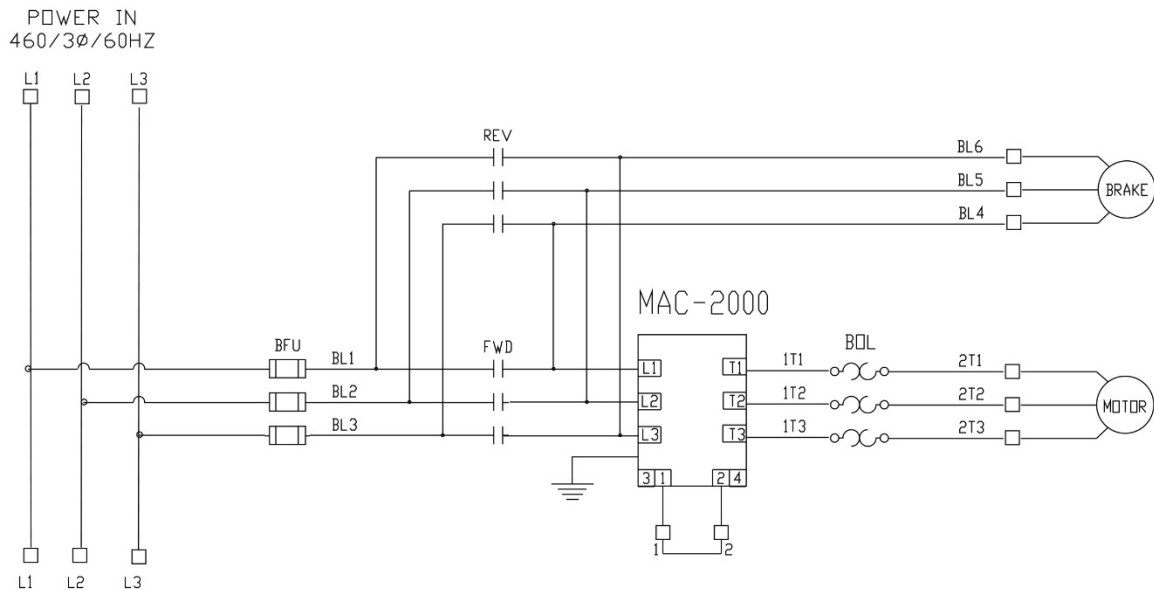 POWER IN
460/3Ø/60HZ
L1 L2 L3
REV
BL6
BL5
BL4
BRAKE
MAC-2000
BFU
BL1
BL2
BL3
FWD
L1
L2
L3
T1
T2
T3
3 1 2 4
1T1
1T2
1T3
BOL
2T1
2T2
2T3
MOTOR
1 2
L1 L2 L3